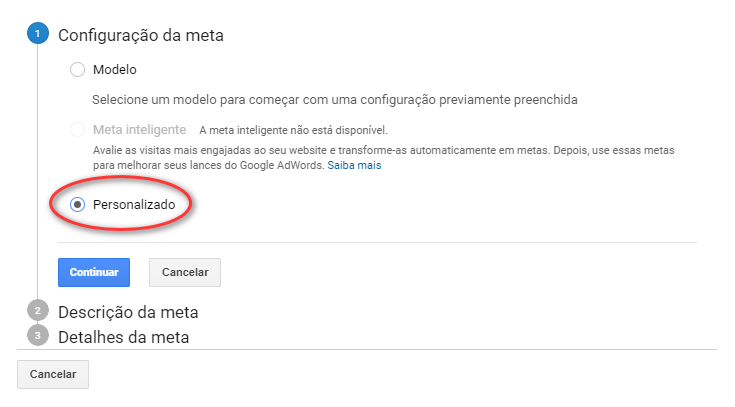 1 Configuração da meta
Modelo
Selecione um modelo para começar com uma configuração previamente preenchida
Meta inteligente A meta inteligente não está disponível.
Avalie as visitas mais engajadas ao seu website e transforme-as automaticamente em metas. Depois, use essas metas
para melhorar seus lances do Google AdWords. Saiba mais
Personalizado
Continuar Cancelar
2 Descrição da meta
3 Detalhes da meta
Cancelar